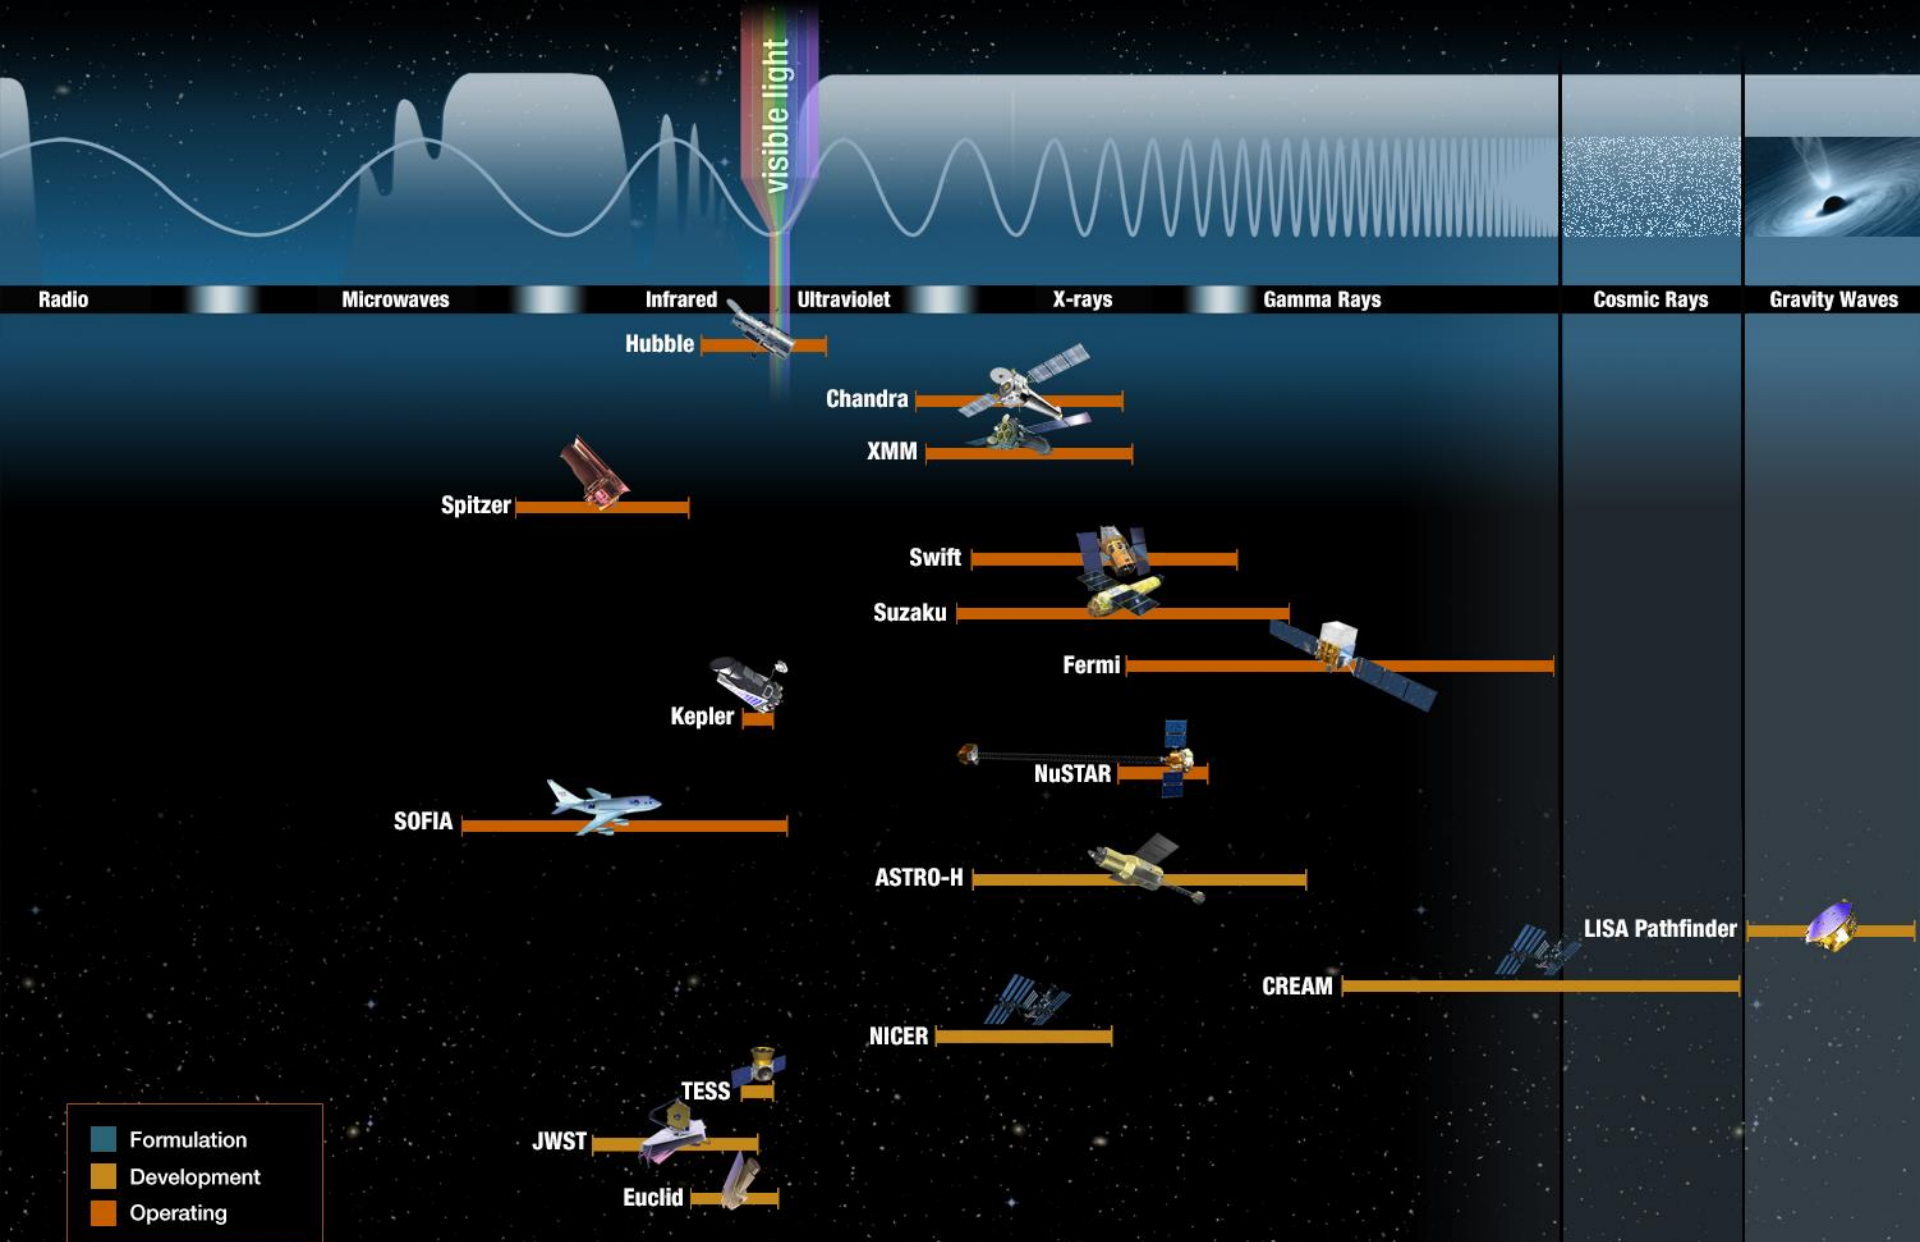 visible light
Radio Microwaves Infrared Ultraviolet X-rays Gamma Rays Cosmic Rays Gravity Waves
Hubble
Chandra
XMM
Spitzer
Swift
Suzaku
Fermi
Kepler
NuSTAR
SOFIA
ASTRO-H
LISA Pathfinder
CREAM
NICER
TESS
JWST
Euclid
Formulation
Development
Operating